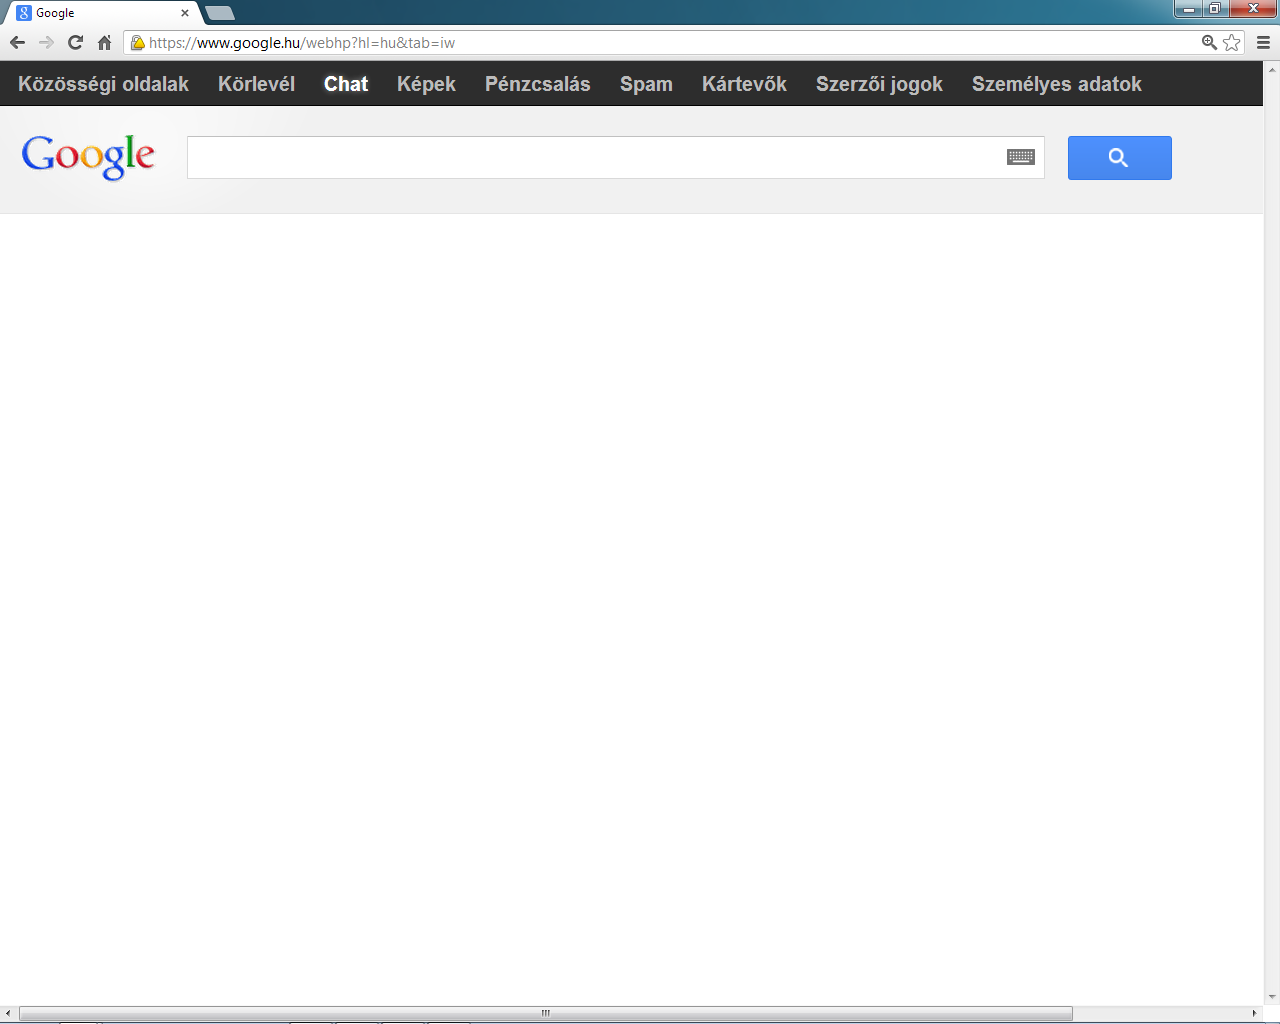 Google
https://www.google.hu/webhp?hl=hu&tab=iw
Közösségi oldalak Körlevél Chat Képek Pénzcsalás Spam Kártevők Szerzői jogok Személyes adatok
Google